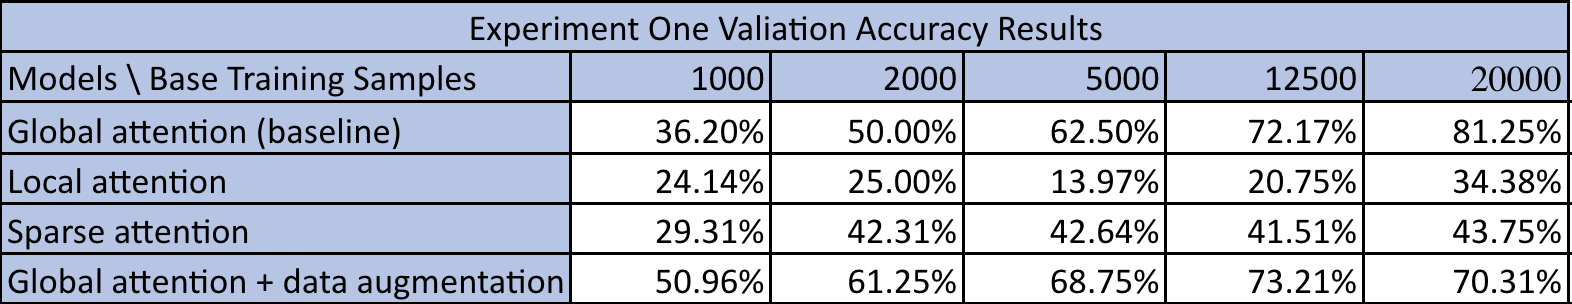 Experiment One Valiation Accuracy Results
Models \ Base Training Samples 1000 2000 5000 12500 20000
Global attention (baseline) 36.20% 50.00% 62.50% 72.17% 81.25%
Local attention 24.14% 25.00% 13.97% 20.75% 34.38%
Sparse attention 29.31% 42.31% 42.64% 41.51% 43.75%
Global attention + data augmentation 50.96% 61.25% 68.75% 73.21% 70.31%